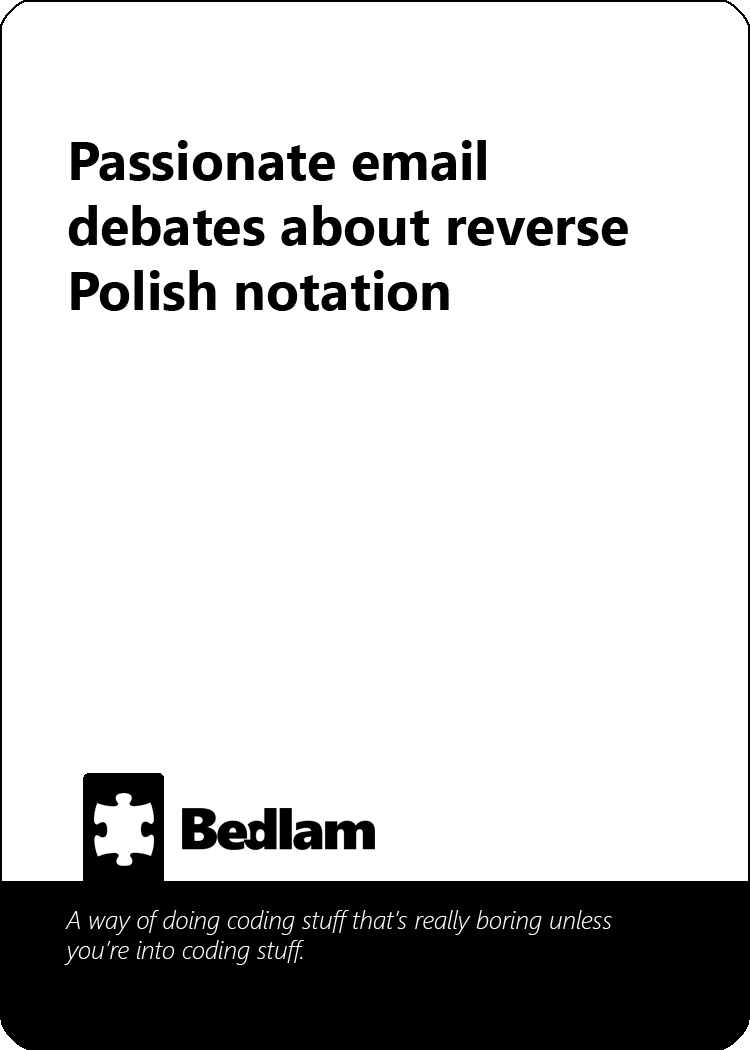 Passionate email
debates about reverse
Polish notation
Bedlam
A way of doing coding stuff that's really boring unless
you're into coding stuff.